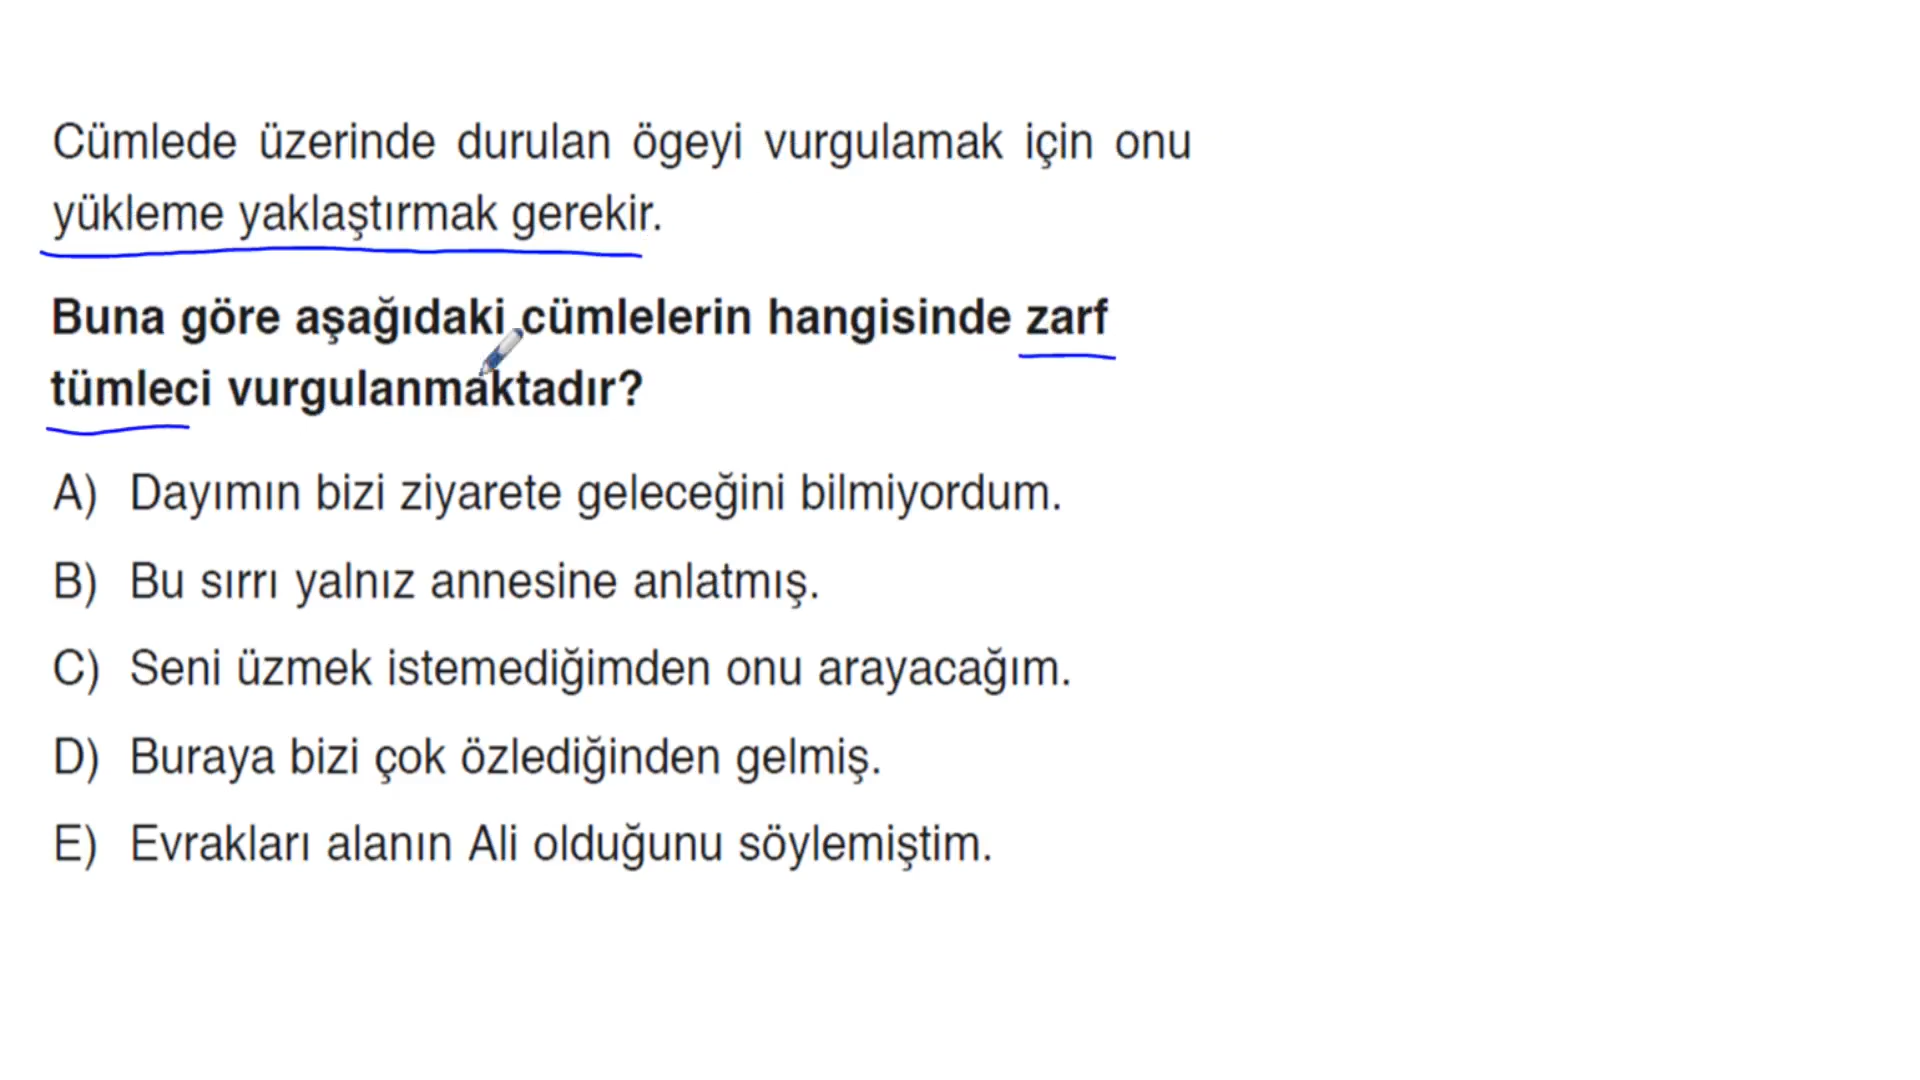 Cümlede üzerinde durulan ögeyi vurgulamak için onu
yükleme yaklaştırmak gerekir.
Buna göre aşağıdaki cümlelerin hangisinde zarf
tümleci vurgulanmaktadır?
A) Dayımın bizi ziyarete geleceğini bilmiyordum.
B) Bu sırrı yalnız annesine anlatmış.
C) Seni üzmek istemediğimden onu arayacağım.
D) Buraya bizi çok özlediğinden gelmiş.
E) Evrakları alanın Ali olduğunu söylemiştim.